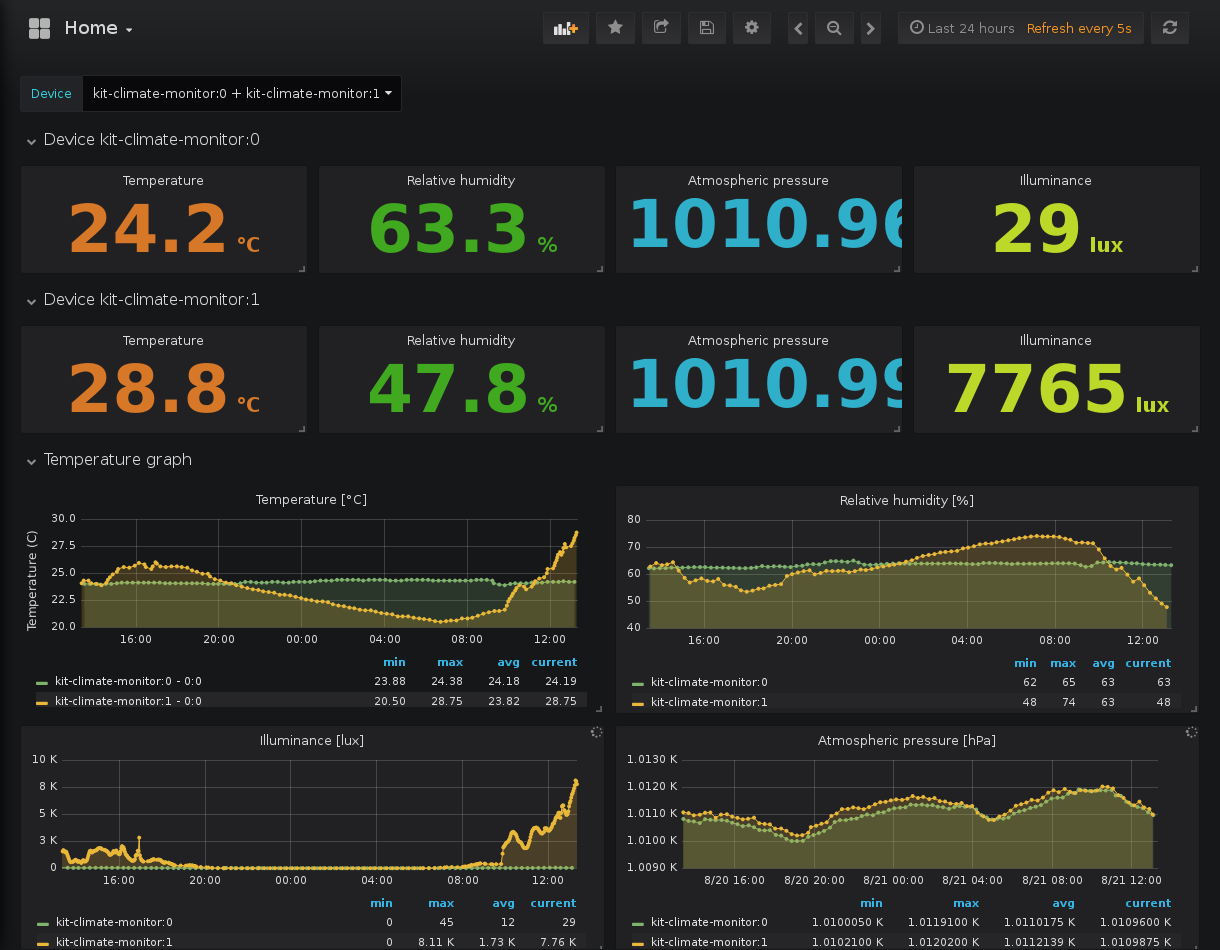 Home
Last 24 hours Refresh every 5s
Device kit-climate-monitor:0 + kit-climate-monitor:1
Device kit-climate-monitor:0
Temperature Relative humidity Atmospheric pressure Illuminance
24.2 °C 63.3 % 1010.96 29 lux
Device kit-climate-monitor:1
Temperature Relative humidity Atmospheric pressure Illuminance
28.8 °C 47.8 % 1010.99 7765 lux
Temperature graph
Temperature [°C]
Temperature (C)
30.0
27.5
25.0
22.5
20.0
16:00 20:00 00:00 04:00 08:00 12:00
min max avg current
kit-climate-monitor:0 - 0:0 23.88 24.38 24.18 24.19
kit-climate-monitor:1 - 0:0 20.50 28.75 23.82 28.75
Relative humidity [%]
80
70
60
50
40
16:00 20:00 00:00 04:00 08:00 12:00
min max avg current
kit-climate-monitor:0 62 65 63 63
kit-climate-monitor:1 48 74 63 48
Illuminance [lux]
10 K
8 K
5 K
3 K
0
16:00 20:00 00:00 04:00 08:00 12:00
min max avg current
kit-climate-monitor:0 0 45 12 29
kit-climate-monitor:1 0 8.11 K 1.73 K 7.76 K
Atmospheric pressure [hPa]
1.0130 K
1.0120 K
1.0110 K
1.0100 K
1.0090 K
8/20 16:00 8/20 20:00 8/21 00:00 8/21 04:00 8/21 08:00 8/21 12:00
min max avg current
kit-climate-monitor:0 1.0100050 K 1.0119100 K 1.0110175 K 1.0109600 K
kit-climate-monitor:1 1.0102100 K 1.0120200 K 1.0112139 K 1.0109875 K